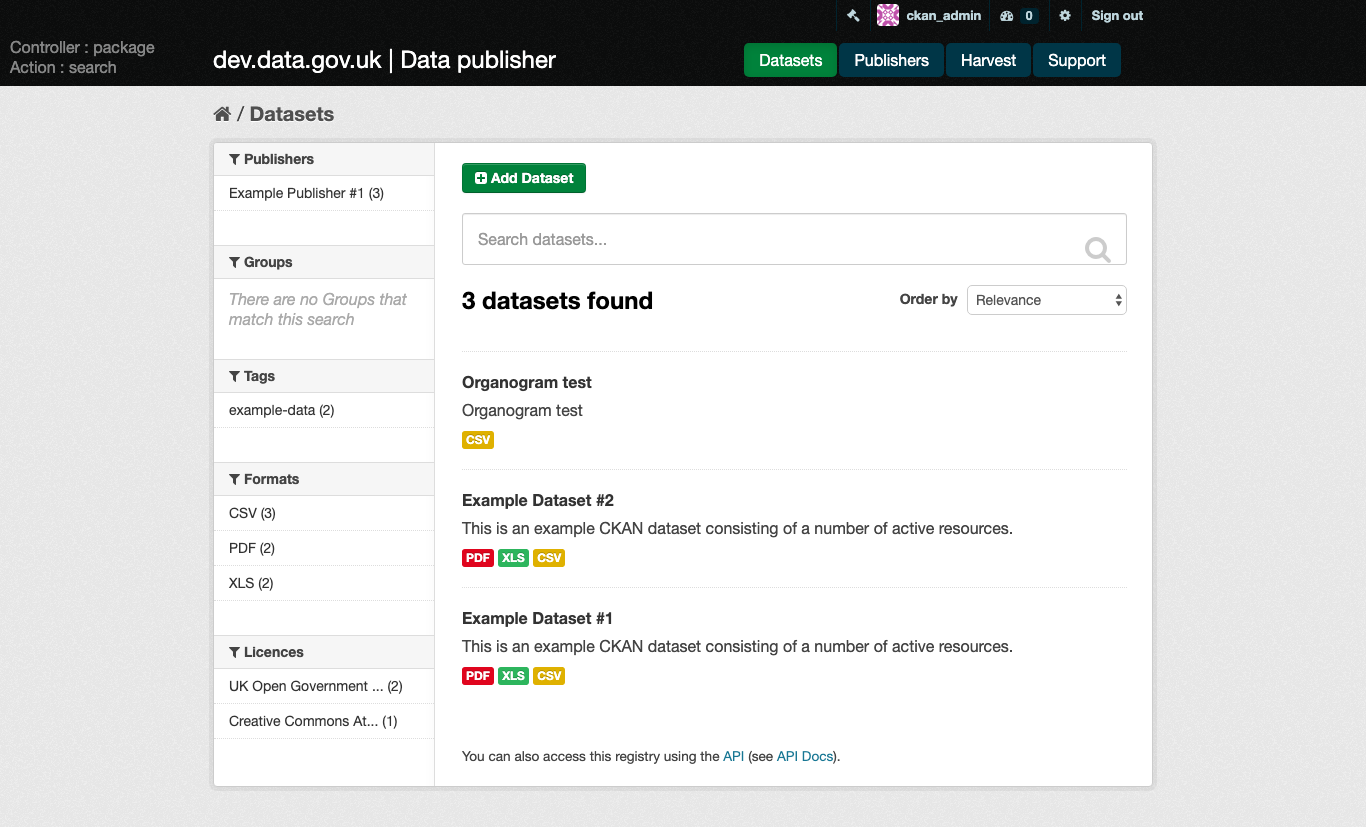 ckan_admin 0 Sign out
Controller : package
Action : search
dev.data.gov.uk | Data publisher
Datasets Publishers Harvest Support
/ Datasets
Publishers
Example Publisher #1 (3)
Groups
There are no Groups that
match this search
Tags
example-data (2)
Formats
CSV (3)
PDF (2)
XLS (2)
Licences
UK Open Government ... (2)
Creative Commons At... (1)
Add Dataset
Search datasets...
3 datasets found
Order by Relevance
Organogram test
Organogram test
CSV
Example Dataset #2
This is an example CKAN dataset consisting of a number of active resources.
PDF XLS CSV
Example Dataset #1
This is an example CKAN dataset consisting of a number of active resources.
PDF XLS CSV
You can also access this registry using the API (see API Docs).